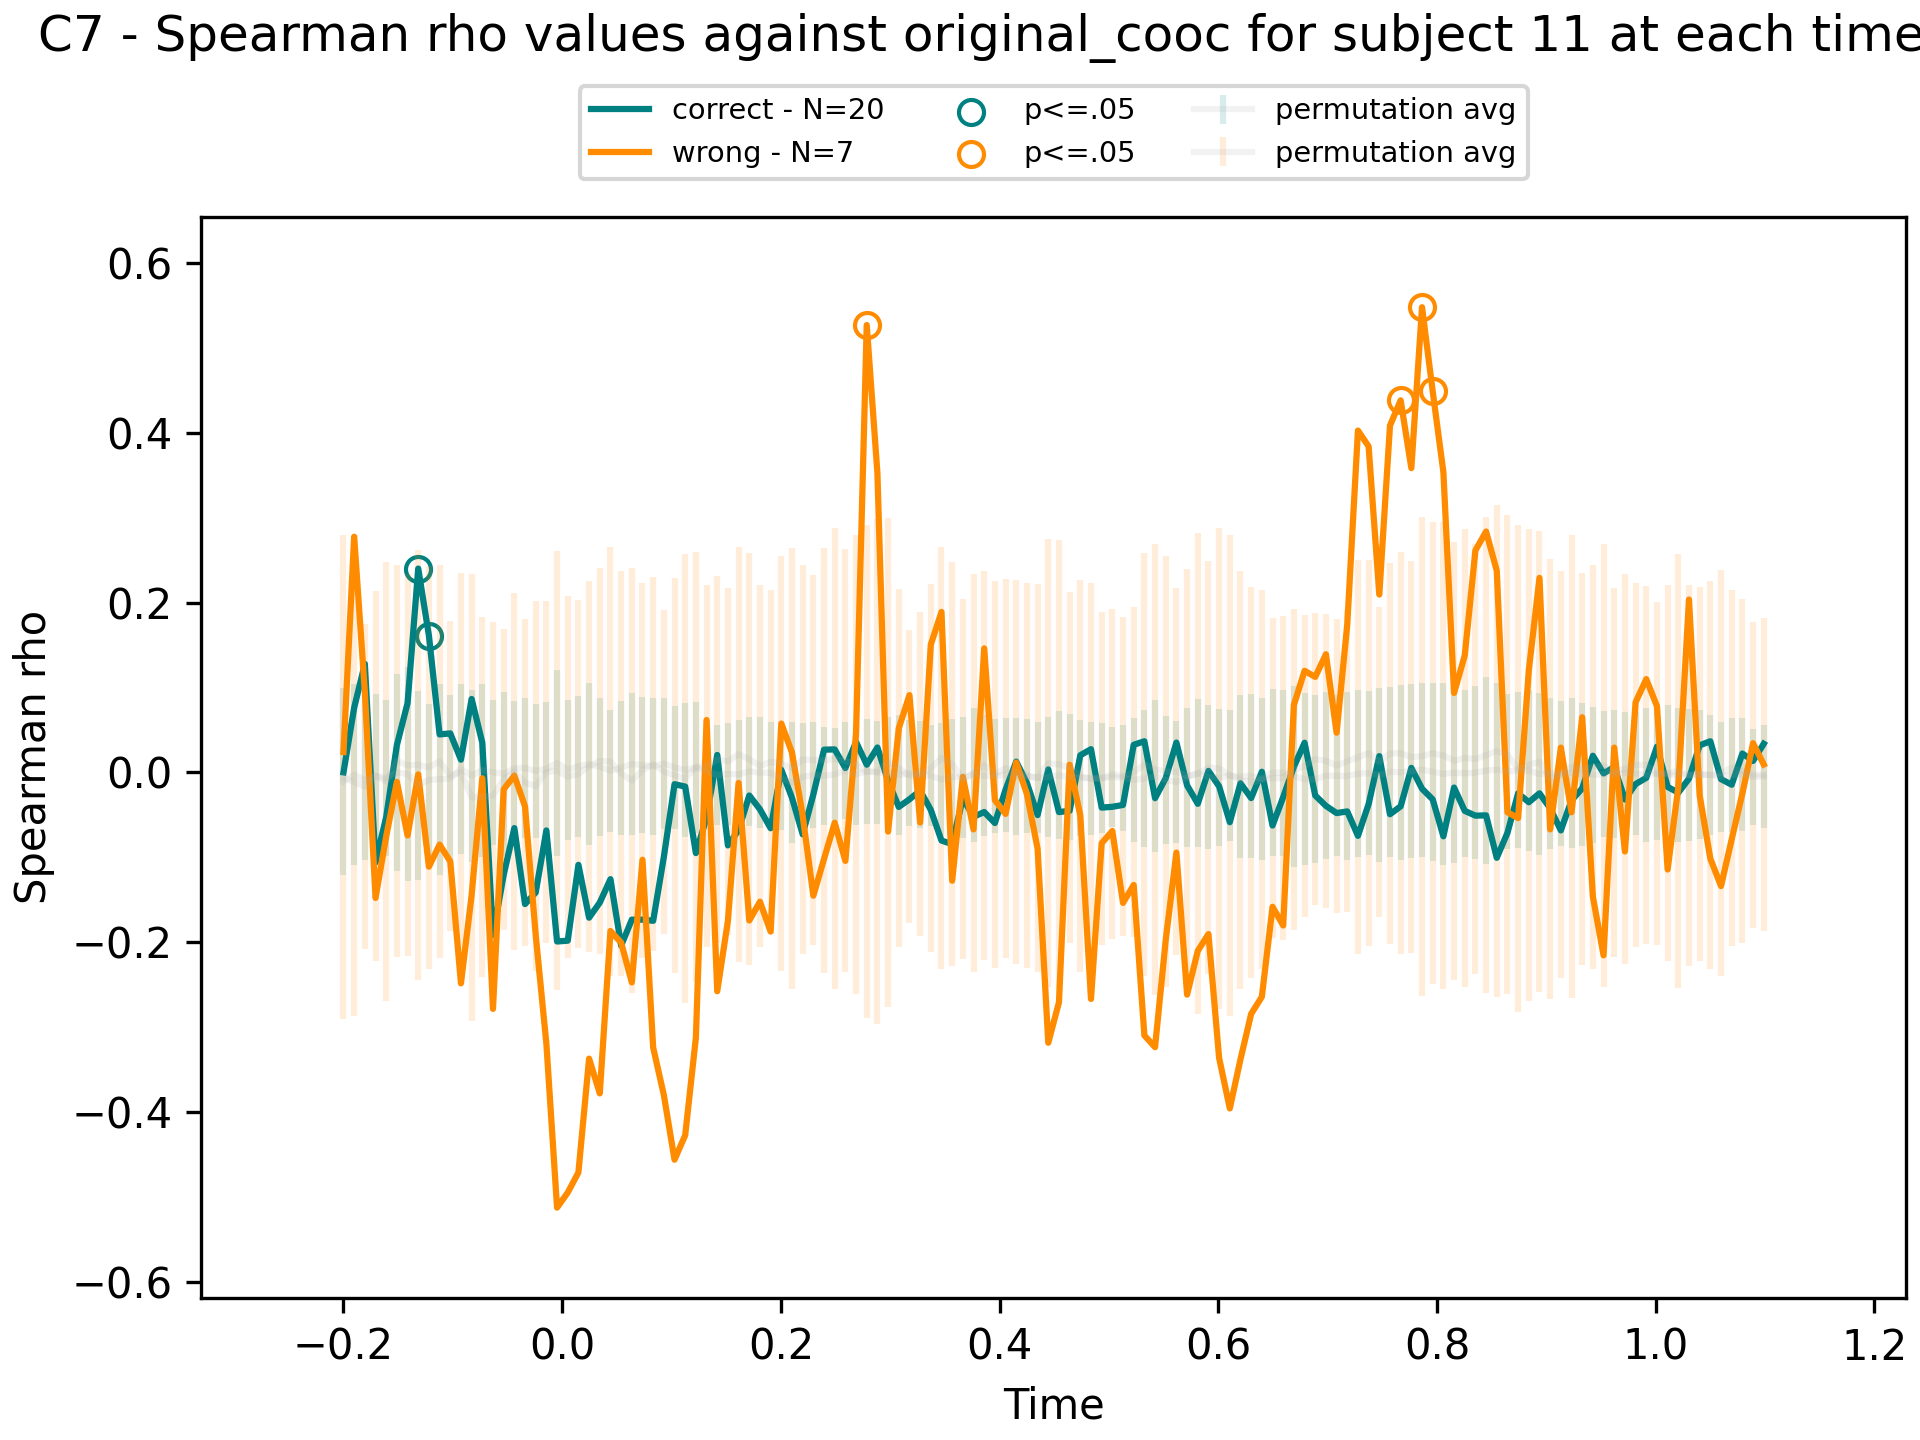 C7 - Spearman rho values against original_cooc for subject 11 at each time
correct - N=20
wrong - N=7
p<=.05
p<=.05
permutation avg
permutation avg
Spearman rho
0.6
0.4
0.2
0.0
−0.2
−0.4
−0.6
−0.2
0.0
0.2
0.4
0.6
0.8
1.0
1.2
Time